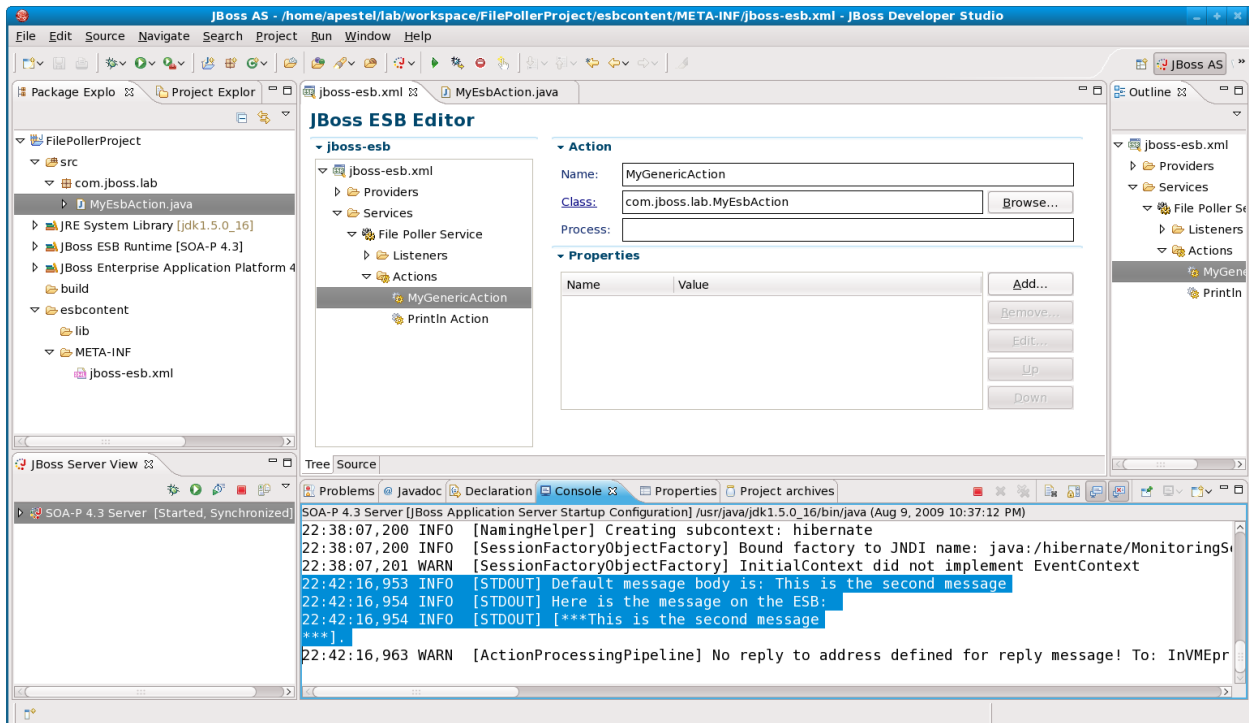 JBoss AS - /home/apestel/lab/workspace/FilePollerProject/esbcontent/META-INF/jboss-esb.xml - JBoss Developer Studio
File Edit Source Navigate Search Project Run Window Help
JBoss AS
Package Explo
Project Explor
jboss-esb.xml
MyEsbAction.java
Outline
FilePollerProject
src
com.jboss.lab
MyEsbAction.java
JRE System Library [jdk1.5.0_16]
JBoss ESB Runtime [SOA-P 4.3]
JBoss Enterprise Application Platform 4
build
esbcontent
lib
META-INF
jboss-esb.xml
JBoss ESB Editor
jboss-esb
jboss-esb.xml
Providers
Services
File Poller Service
Listeners
Actions
MyGenericAction
Println Action
Action
Name: MyGenericAction
Class: com.jboss.lab.MyEsbAction Browse...
Process:
Properties
Name Value
Add...
Remove...
Edit...
Up
Down
Tree Source
jboss-esb.xml
Providers
Services
File Poller Se
Listeners
Actions
MyGene
Println
JBoss Server View
SOA-P 4.3 Server [Started, Synchronized]
Problems @ Javadoc Declaration Console Properties Project archives
SOA-P 4.3 Server [JBoss Application Server Startup Configuration] /usr/java/jdk1.5.0_16/bin/java (Aug 9, 2009 10:37:12 PM)
22:38:07,200 INFO [NamingHelper] Creating subcontext: hibernate
22:38:07,200 INFO [SessionFactoryObjectFactory] Bound factory to JNDI name: java:/hibernate/MonitoringSe
22:38:07,201 WARN [SessionFactoryObjectFactory] InitialContext did not implement EventContext
22:42:16,953 INFO [STDOUT] Default message body is: This is the second message
22:42:16,954 INFO [STDOUT] Here is the message on the ESB:
22:42:16,954 INFO [STDOUT] [***This is the second message
***].
22:42:16,963 WARN [ActionProcessingPipeline] No reply to address defined for reply message! To: InVMEpr